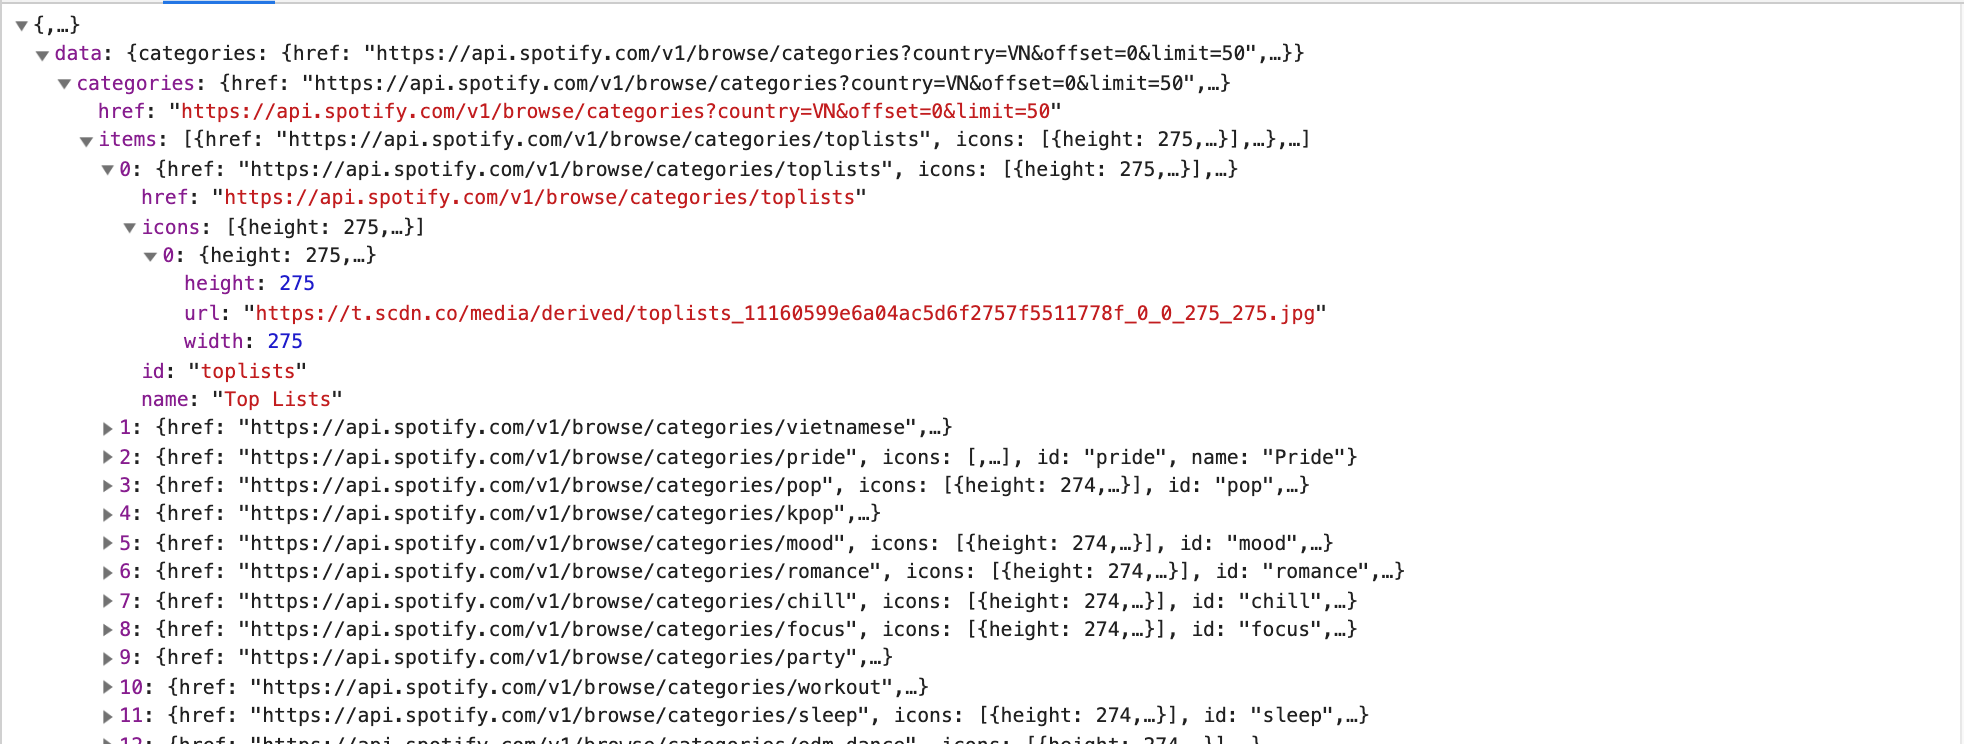 {,…}
data: {categories: {href: "https://api.spotify.com/v1/browse/categories?country=VN&offset=0&limit=50",…}}
categories: {href: "https://api.spotify.com/v1/browse/categories?country=VN&offset=0&limit=50",…}
href: "https://api.spotify.com/v1/browse/categories?country=VN&offset=0&limit=50"
items: [{href: "https://api.spotify.com/v1/browse/categories/toplists", icons: [{height: 275,…}],…},…]
0: {href: "https://api.spotify.com/v1/browse/categories/toplists", icons: [{height: 275,…}],…}
href: "https://api.spotify.com/v1/browse/categories/toplists"
icons: [{height: 275,…}]
0: {height: 275,…}
height: 275
url: "https://t.scdn.co/media/derived/toplists_11160599e6a04ac5d6f2757f5511778f_0_0_275_275.jpg"
width: 275
id: "toplists"
name: "Top Lists"
1: {href: "https://api.spotify.com/v1/browse/categories/vietnamese",…}
2: {href: "https://api.spotify.com/v1/browse/categories/pride", icons: [,…], id: "pride", name: "Pride"}
3: {href: "https://api.spotify.com/v1/browse/categories/pop", icons: [{height: 274,…}], id: "pop",…}
4: {href: "https://api.spotify.com/v1/browse/categories/kpop",…}
5: {href: "https://api.spotify.com/v1/browse/categories/mood", icons: [{height: 274,…}], id: "mood",…}
6: {href: "https://api.spotify.com/v1/browse/categories/romance", icons: [{height: 274,…}], id: "romance",…}
7: {href: "https://api.spotify.com/v1/browse/categories/chill", icons: [{height: 274,…}], id: "chill",…}
8: {href: "https://api.spotify.com/v1/browse/categories/focus", icons: [{height: 274,…}], id: "focus",…}
9: {href: "https://api.spotify.com/v1/browse/categories/party",…}
10: {href: "https://api.spotify.com/v1/browse/categories/workout",…}
11: {href: "https://api.spotify.com/v1/browse/categories/sleep", icons: [{height: 274,…}], id: "sleep",…}
12: {href: "https://api.spotify.com/v1/browse/categories/edm_dance", icons: [{height: 274,…}],…}